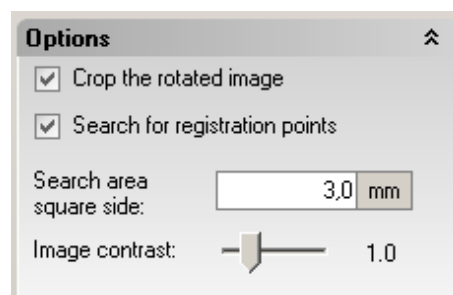 Options
Crop the rotated image
Search for registration points
Search area
square side:
3,0 mm
Image contrast:
1.0